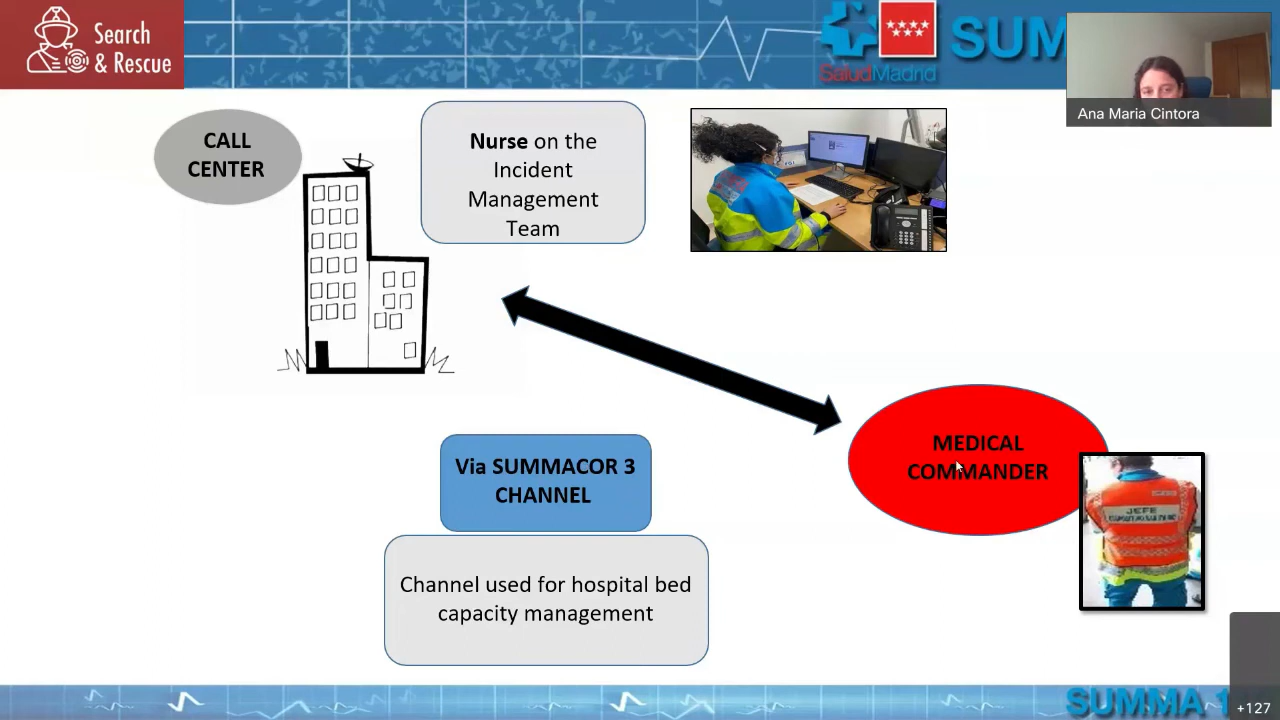 Search
& Rescue
SaludMadrid
SUM
Ana Maria Cintora
CALL
CENTER
Nurse on the
Incident
Management
Team
MEDICAL
COMMANDER
JEFE
Via SUMMACOR 3
CHANNEL
Channel used for hospital bed
capacity management
SUMMA 1
+127